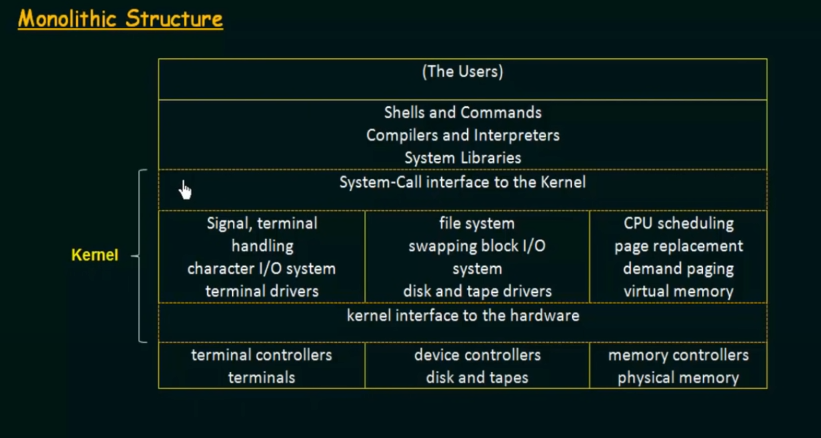 Monolithic Structure
(The Users)
Shells and Commands
Compilers and Interpreters
System Libraries
System-Call interface to the Kernel
Kernel
Signal, terminal
handling
character I/O system
terminal drivers
file system
swapping block I/O
system
disk and tape drivers
CPU scheduling
page replacement
demand paging
virtual memory
kernel interface to the hardware
terminal controllers
terminals
device controllers
disk and tapes
memory controllers
physical memory